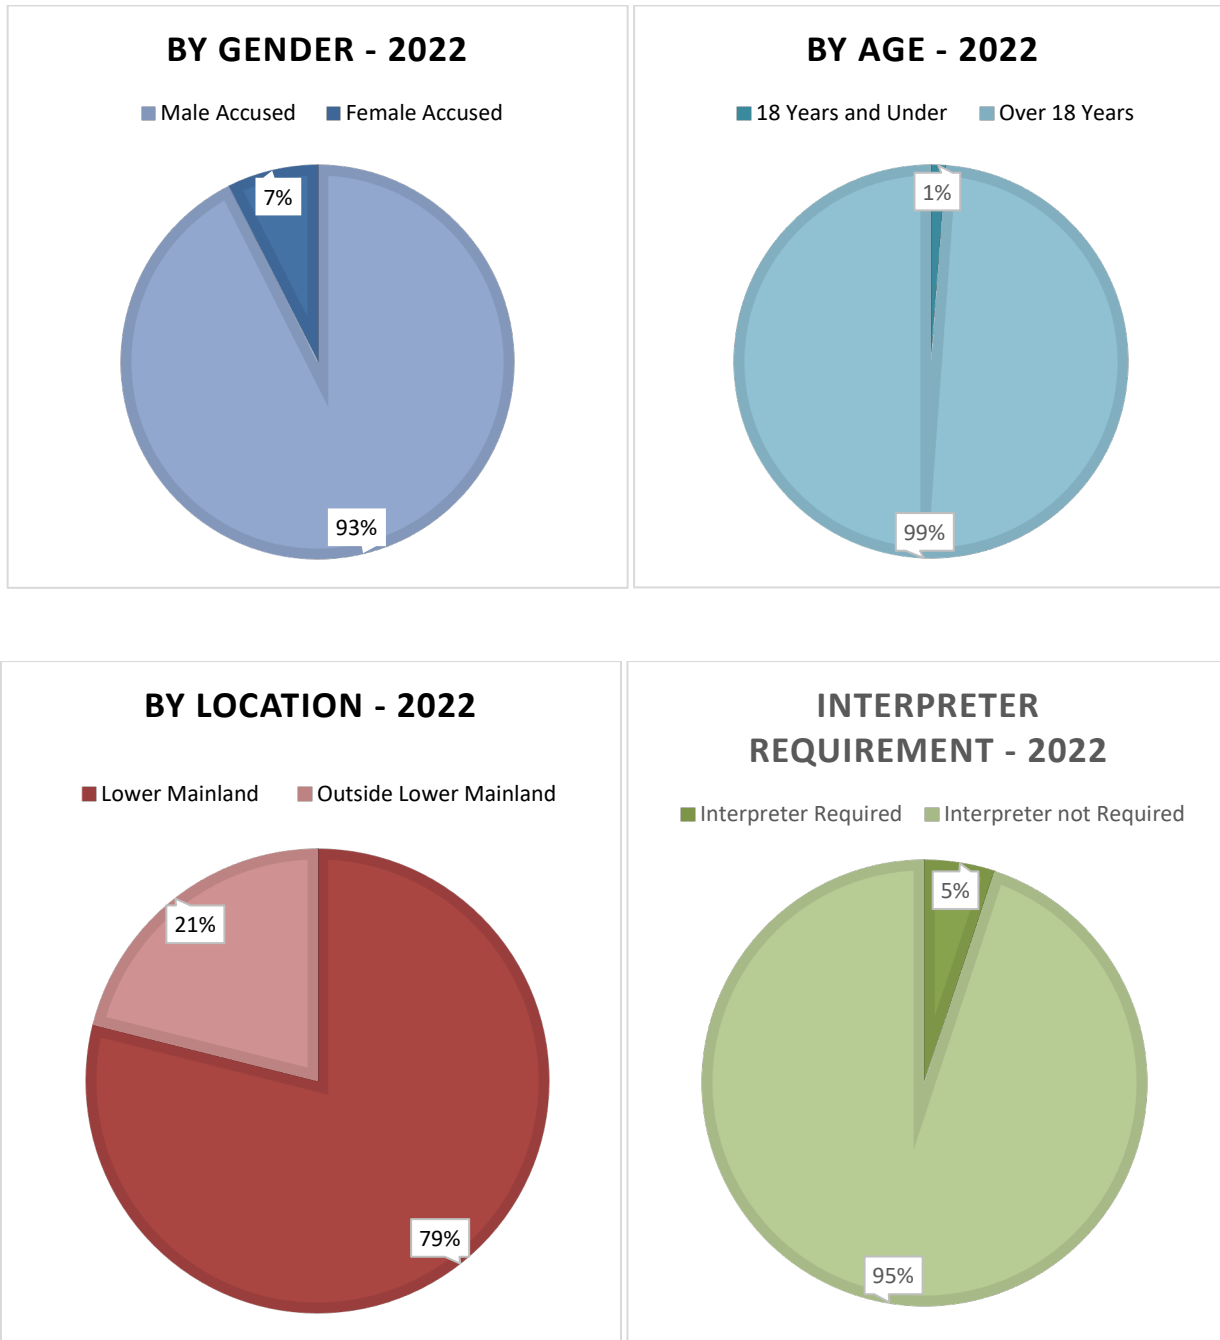 BY GENDER - 2022
Male Accused Female Accused
7%
93%
BY AGE - 2022
18 Years and Under Over 18 Years
1%
99%
BY LOCATION - 2022
Lower Mainland Outside Lower Mainland
21%
79%
INTERPRETER
REQUIREMENT - 2022
Interpreter Required Interpreter not Required
5%
95%